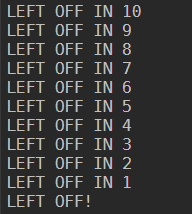 LEFT OFF IN 10
LEFT OFF IN 9
LEFT OFF IN 8
LEFT OFF IN 7
LEFT OFF IN 6
LEFT OFF IN 5
LEFT OFF IN 4
LEFT OFF IN 3
LEFT OFF IN 2
LEFT OFF IN 1
LEFT OFF!